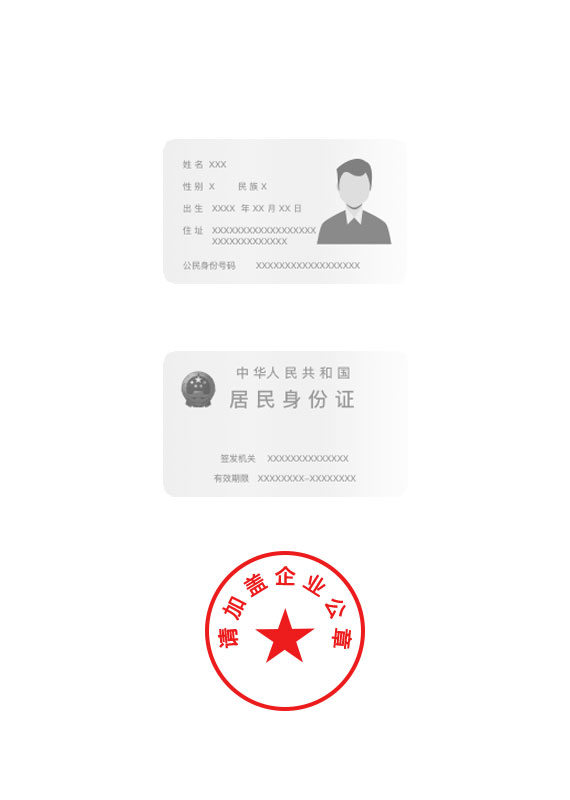 姓名 XXX
性别 X 民族 X
出生 XXXX 年 XX 月 XX 日
住址 XXXXXXXXXXXXXXXXXX
XXXXXXXXXXXXX
公民身份号码 XXXXXXXXXXXXXXXXXX
中华人民共和国
居民身份证
签发机关 XXXXXXXXXXXXXX
有效期限 XXXXXXXX-XXXXXXXX
请加盖企业公章